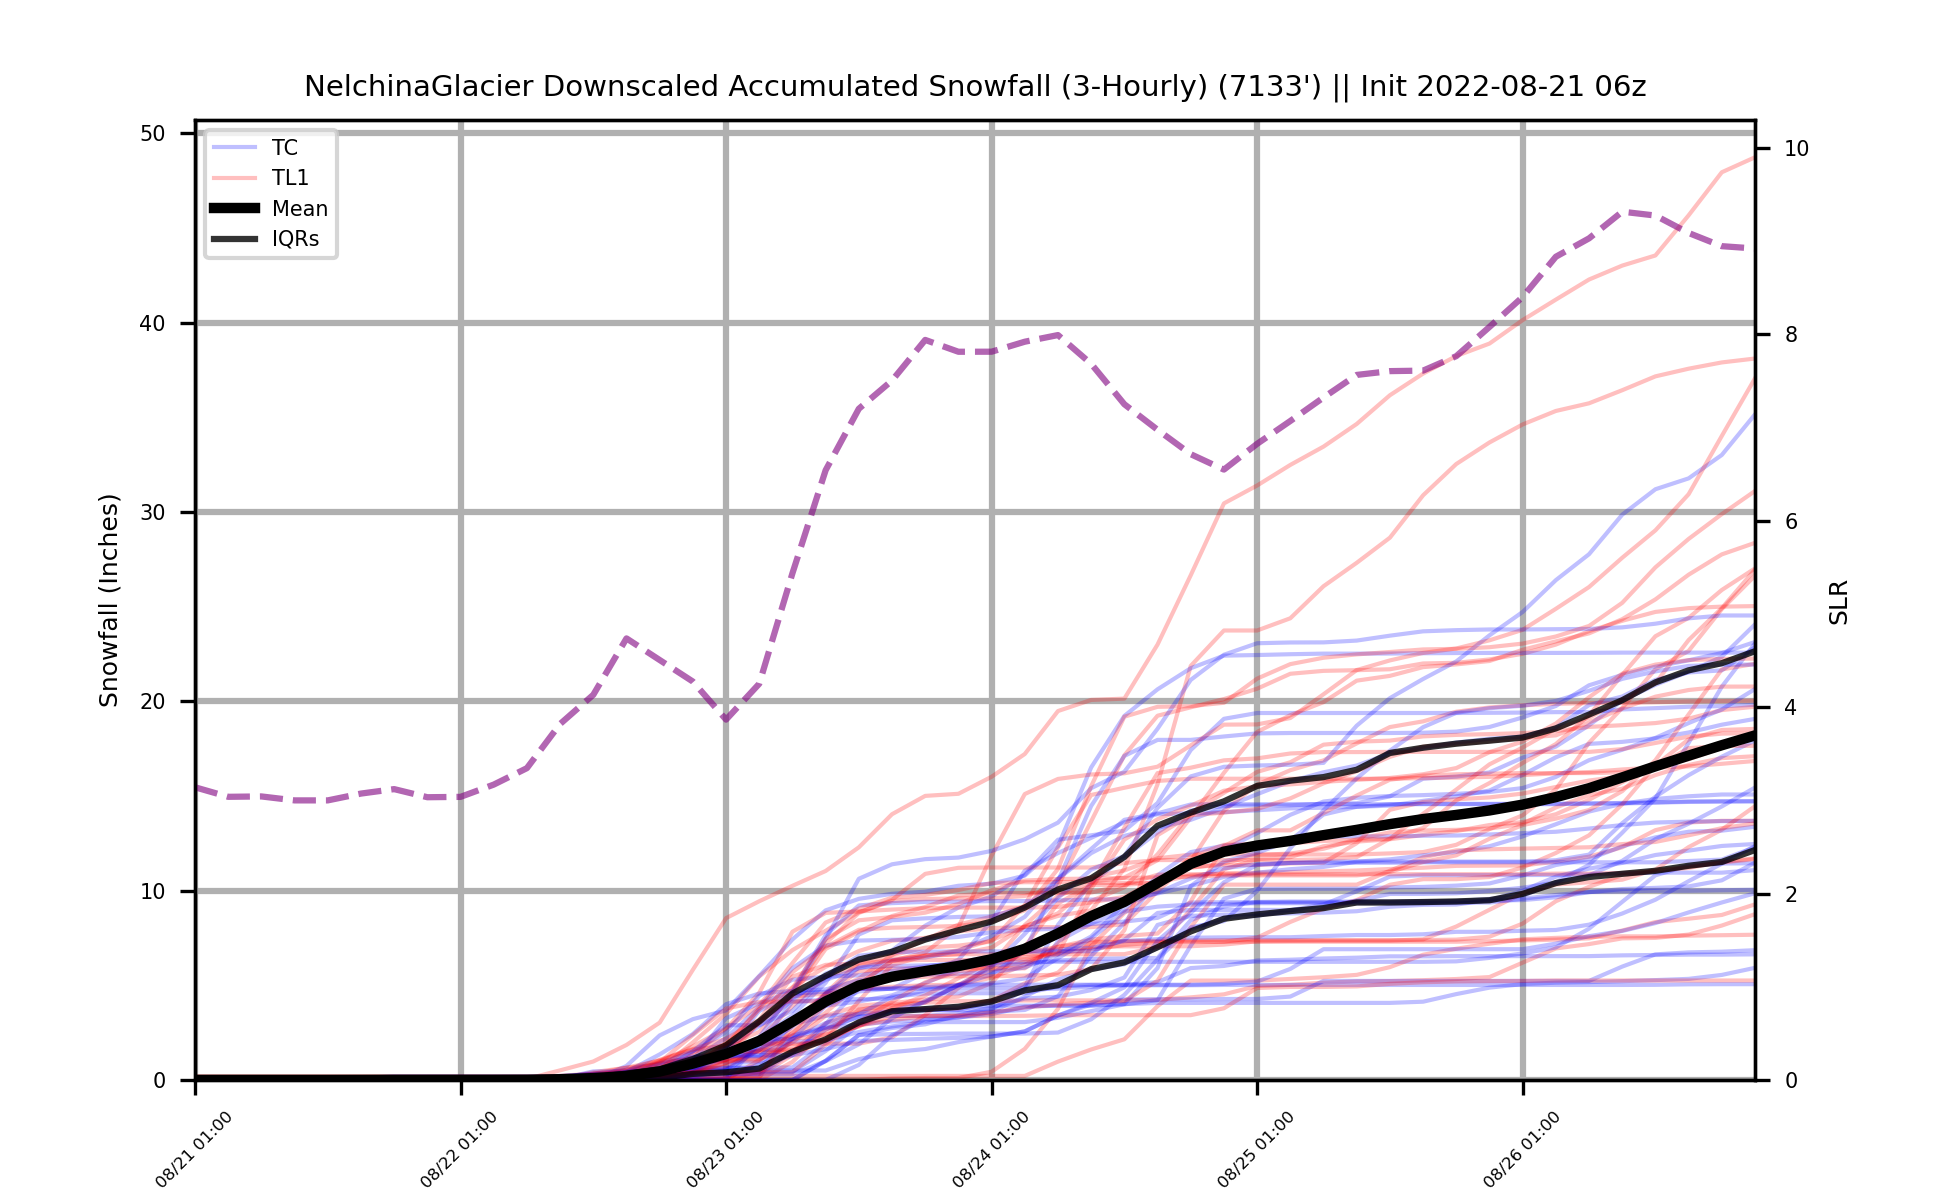 NelchinaGlacier Downscaled Accumulated Snowfall (3-Hourly) (7133') || Init 2022-08-21 06z
TC
TL1
Mean
IQRs
Snowfall (Inches)
50
40
30
20
10
0
SLR
10
8
6
4
2
0
08/21 01:00
08/22 01:00
08/23 01:00
08/24 01:00
08/25 01:00
08/26 01:00